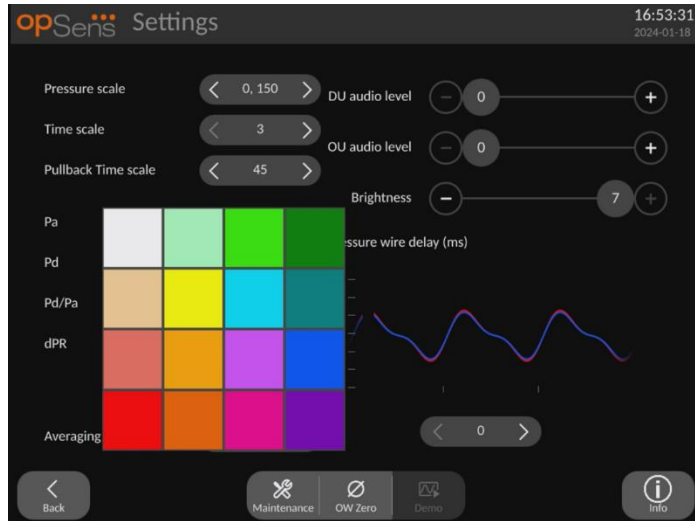 opSens Settings
16:53:31
2024-01-18
Pressure scale
0, 150
DU audio level
0
Time scale
3
OU audio level
0
Pullback Time scale
45
Brightness
7
Pa
ssure wire delay (ms)
Pd
Pd/Pa
dPR
Averaging
0
Back
Maintenance
OW Zero
Demo
Info